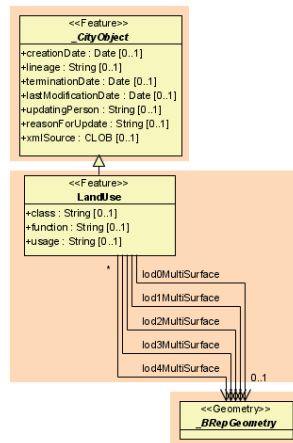 <<Feature>>
_CityObject
+creationDate : Date [0..1]
+lineage : String [0..1]
+terminationDate : Date [0..1]
+lastModificationDate : Date [0..1]
+updatingPerson : String [0..1]
+reasonForUpdate : String [0..1]
+xmlSource : CLOB [0..1]
<<Feature>>
LandUse
+class : String [0..1]
+function : String [0..1]
+usage : String [0..1]
*
lod0MultiSurface
lod1MultiSurface
lod2MultiSurface
lod3MultiSurface
lod4MultiSurface
0..1
<<Geometry>>
_BRepGeometry